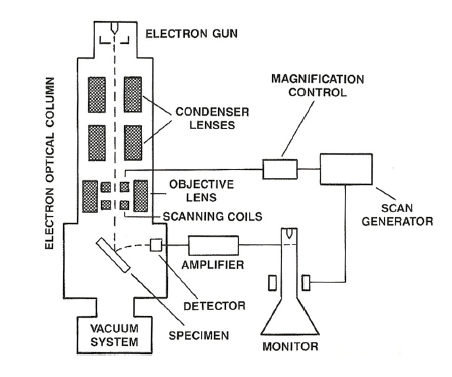 ELECTRON GUN
MAGNIFICATION
CONTROL
CONDENSER
LENSES
ELECTRON OPTICAL COLUMN
OBJECTIVE
LENS
SCANNING COILS
SCAN
GENERATOR
AMPLIFIER
DETECTOR
SPECIMEN
VACUUM
SYSTEM
MONITOR